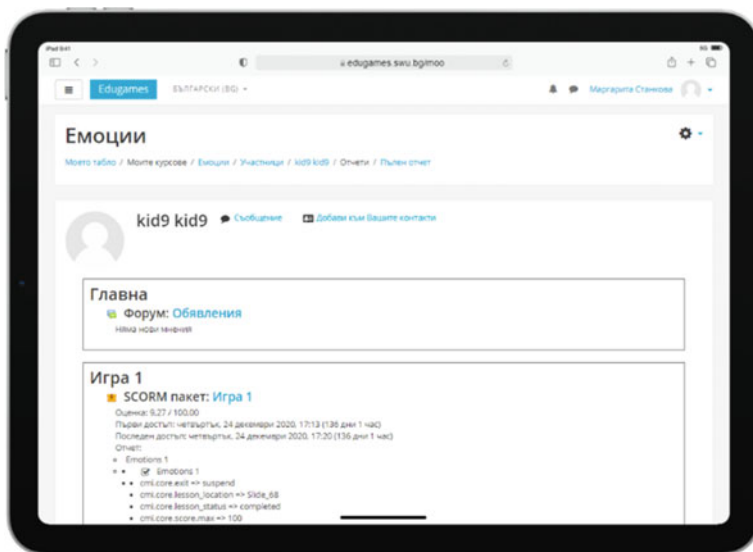 iPad 9:41
5G
edugames.swu.bg/moo
Edugames БЪЛГАРСКИ (BG) Маргарита Станкова
Емоции
Моето табло / Моите курсове / Емоции / Участници / kid9 kid9 / Отчети / Пълен отчет
kid9 kid9 Съобщение Добави към Вашите контакти
Главна
Форум: Обявления
Няма нови мнения
Игра 1
SCORM пакет: Игра 1
Оценка: 9,27 / 100,00
Първи достъп: четвъртък, 24 декември 2020, 17:13 (136 дни 1 час)
Последен достъп: четвъртък, 24 декември 2020, 17:20 (136 дни 1 час)
Отчет:
Emotions 1
Emotions 1
cmi.core.exit => suspend
cmi.core.lesson_location => Slide_68
cmi.core.lesson_status => completed
cmi.core.score.max => 100